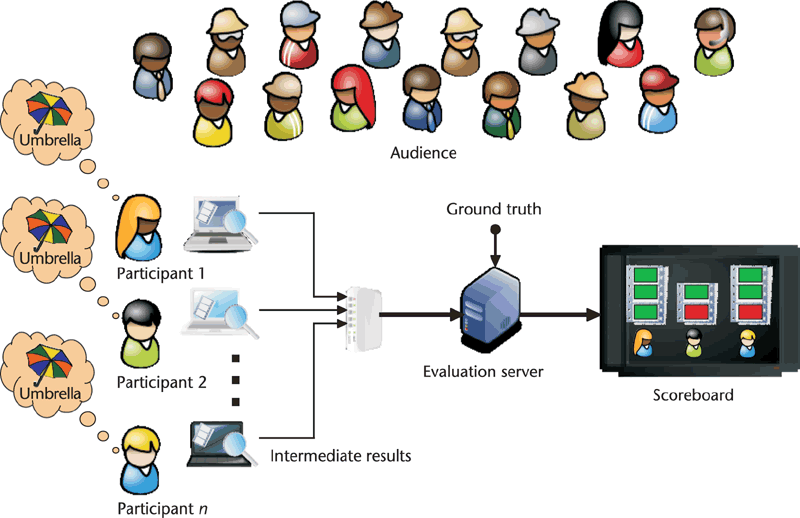 Audience
Umbrella
Participant 1
Umbrella
Participant 2
Umbrella
Participant n
Intermediate results
Ground truth
Evaluation server
Scoreboard